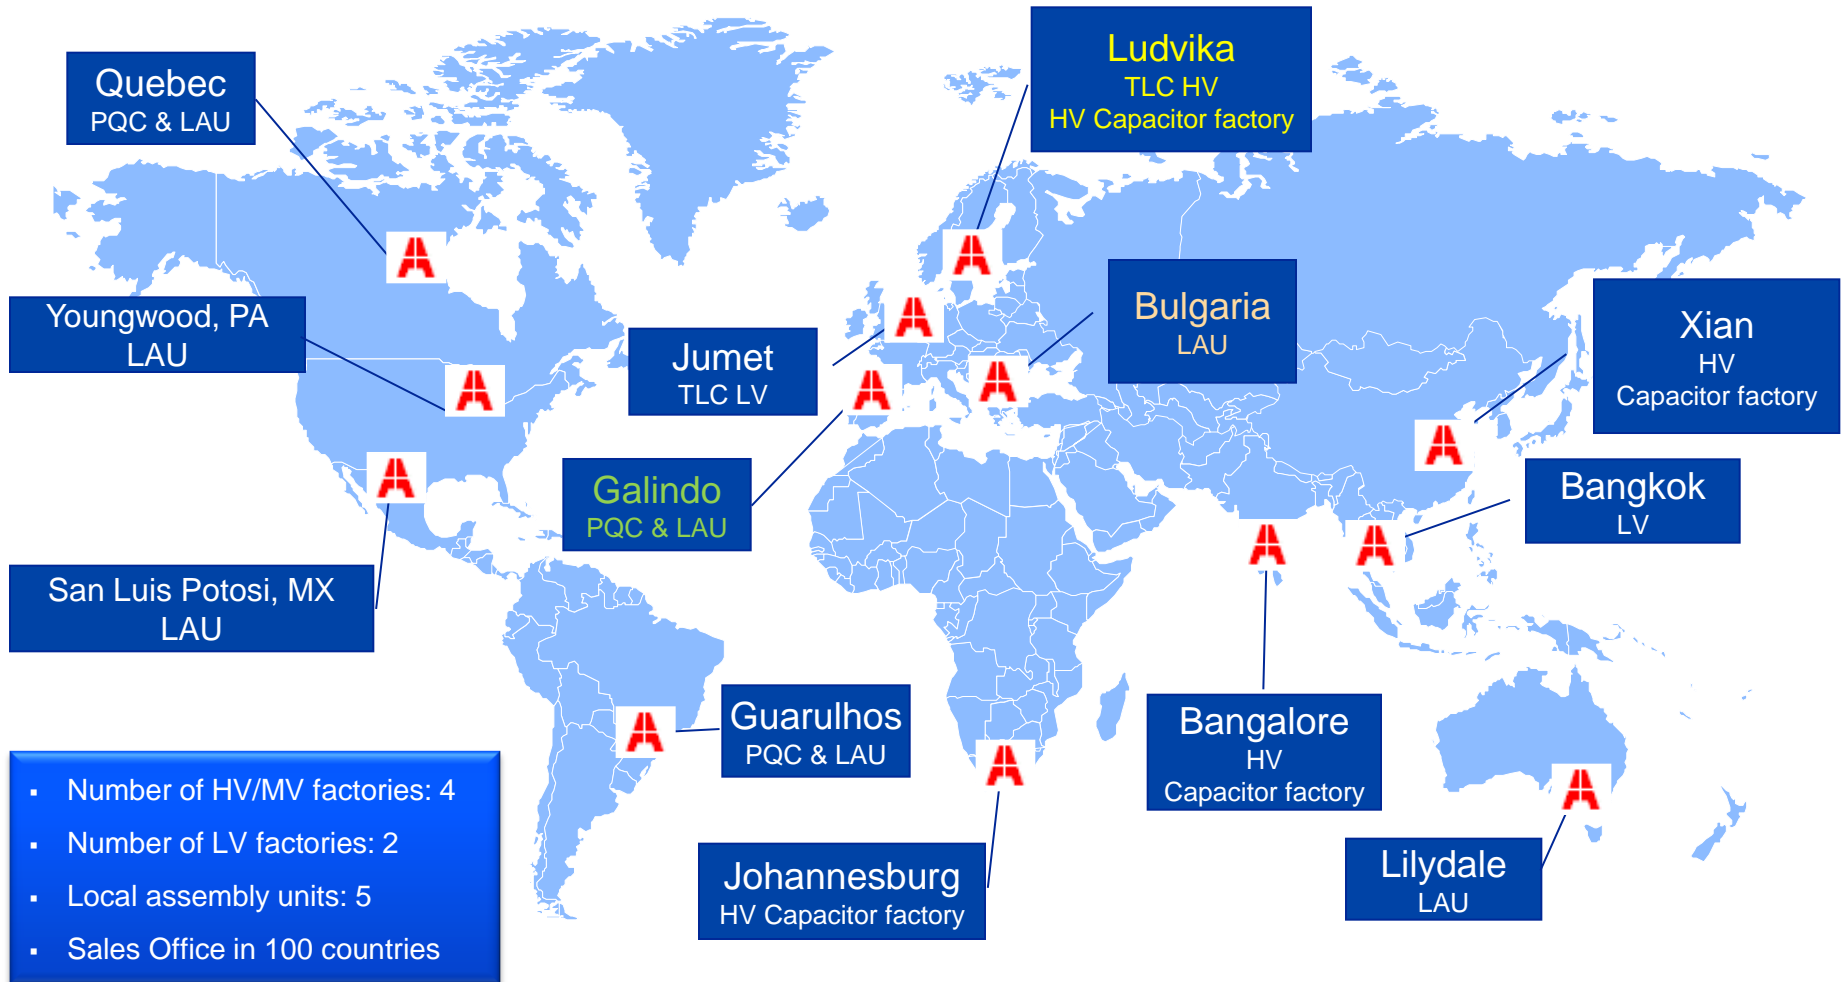 Quebec
PQC & LAU
Ludvika
TLC HV
HV Capacitor factory
Youngwood, PA
LAU
Jumet
TLC LV
Bulgaria
LAU
Xian
HV
Capacitor factory
Galindo
PQC & LAU
Bangkok
LV
San Luis Potosi, MX
LAU
Guarulhos
PQC & LAU
Bangalore
HV
Capacitor factory
Johannesburg
HV Capacitor factory
Lilydale
LAU
▪ Number of HV/MV factories: 4
▪ Number of LV factories: 2
▪ Local assembly units: 5
▪ Sales Office in 100 countries